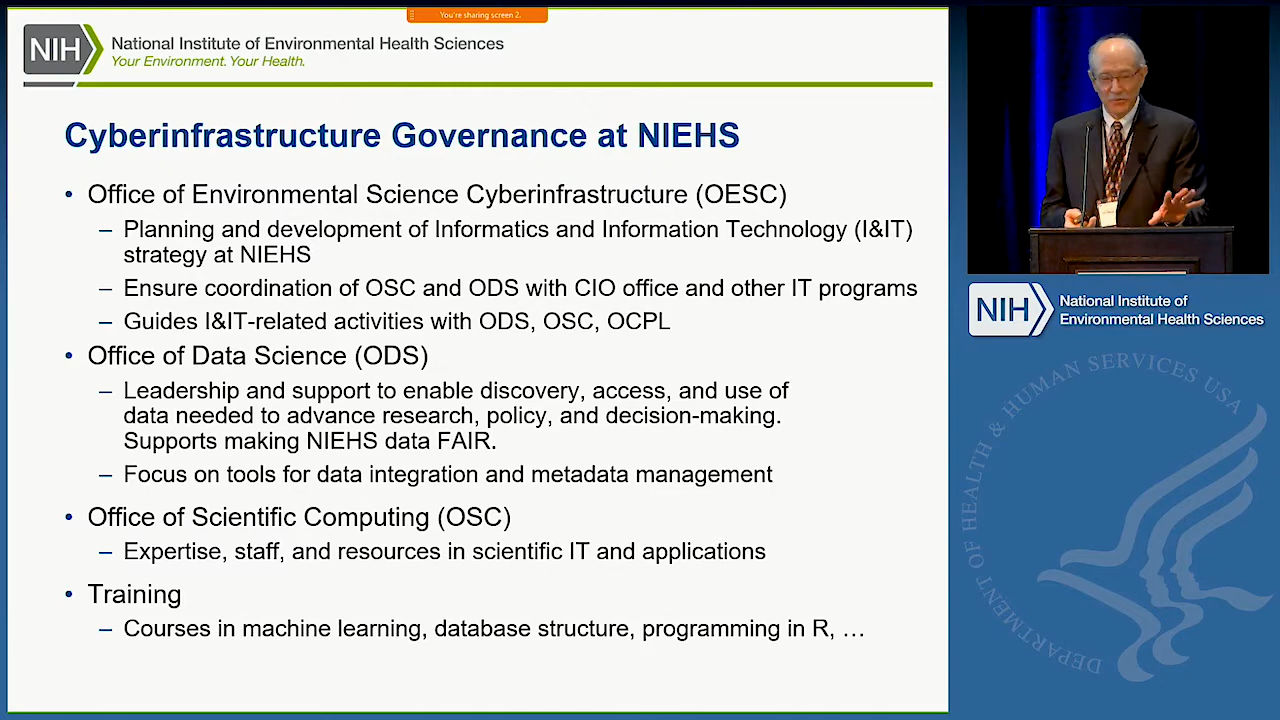 You're sharing screen 2.
NIH
National Institute of Environmental Health Sciences
Your Environment. Your Health.
Cyberinfrastructure Governance at NIEHS
• Office of Environmental Science Cyberinfrastructure (OESC)
– Planning and development of Informatics and Information Technology (I&IT)
strategy at NIEHS
– Ensure coordination of OSC and ODS with CIO office and other IT programs
– Guides I&IT-related activities with ODS, OSC, OCPL
• Office of Data Science (ODS)
– Leadership and support to enable discovery, access, and use of
data needed to advance research, policy, and decision-making.
Supports making NIEHS data FAIR.
– Focus on tools for data integration and metadata management
• Office of Scientific Computing (OSC)
– Expertise, staff, and resources in scientific IT and applications
• Training
– Courses in machine learning, database structure, programming in R, …
NIH
National Institute of
Environmental Health Sciences
DEPARTMENT OF HEALTH & HUMAN SERVICES USA